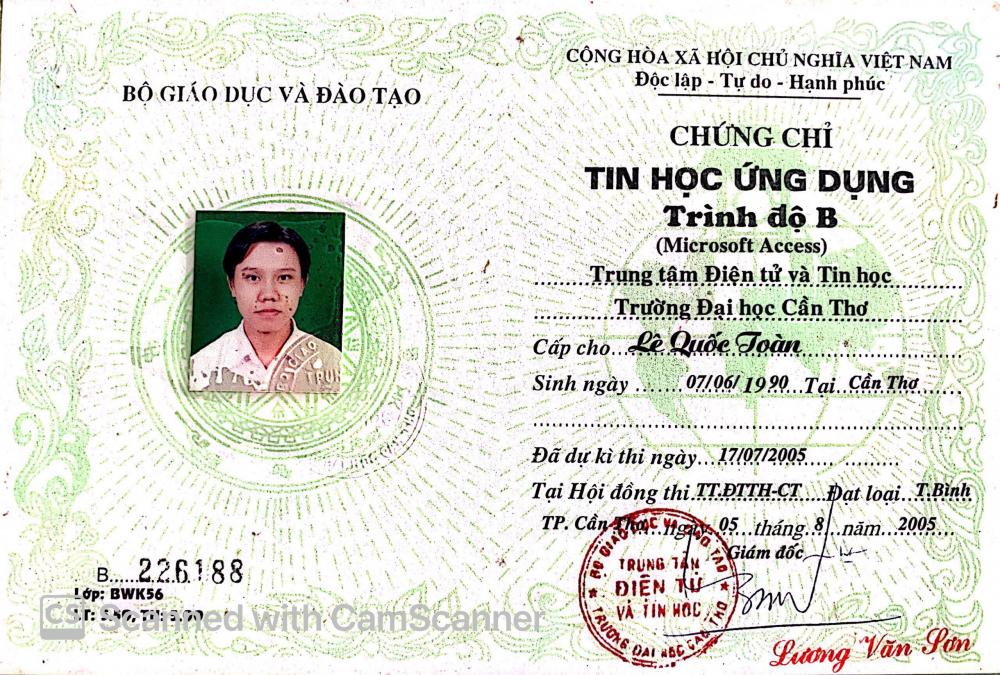 BỘ GIÁO DỤC VÀ ĐÀO TẠO
B......226188
Lớp: BWK56
CS Scanned with CamScanner
CỘNG HÒA XÃ HỘI CHỦ NGHĨA VIỆT NAM
Độc lập - Tự do - Hạnh phúc
CHỨNG CHỈ
TIN HỌC ỨNG DỤNG
Trình độ B
(Microsoft Access)
Trung tâm Điện tử và Tin học
Trường Đại học Cần Thơ
Cấp cho Lê Quốc Toàn
Sinh ngày 07/06/ 1990 Tại Cần Thơ
Đã dự kì thi ngày 17/07/2005
Tại Hội đồng thi TT.ĐTTH-CT Đạt loại T.Bình
TP. Cần Thơ ngày 05 tháng 8 năm 2005
Giám đốc
BỘ GIÁO DỤC VÀ ĐÀO TẠO
TRUNG TÂM
ĐIỆN TỬ
VÀ TIN HỌC
TRƯỜNG ĐẠI HỌC CẦN THƠ
Lương Văn Sơn